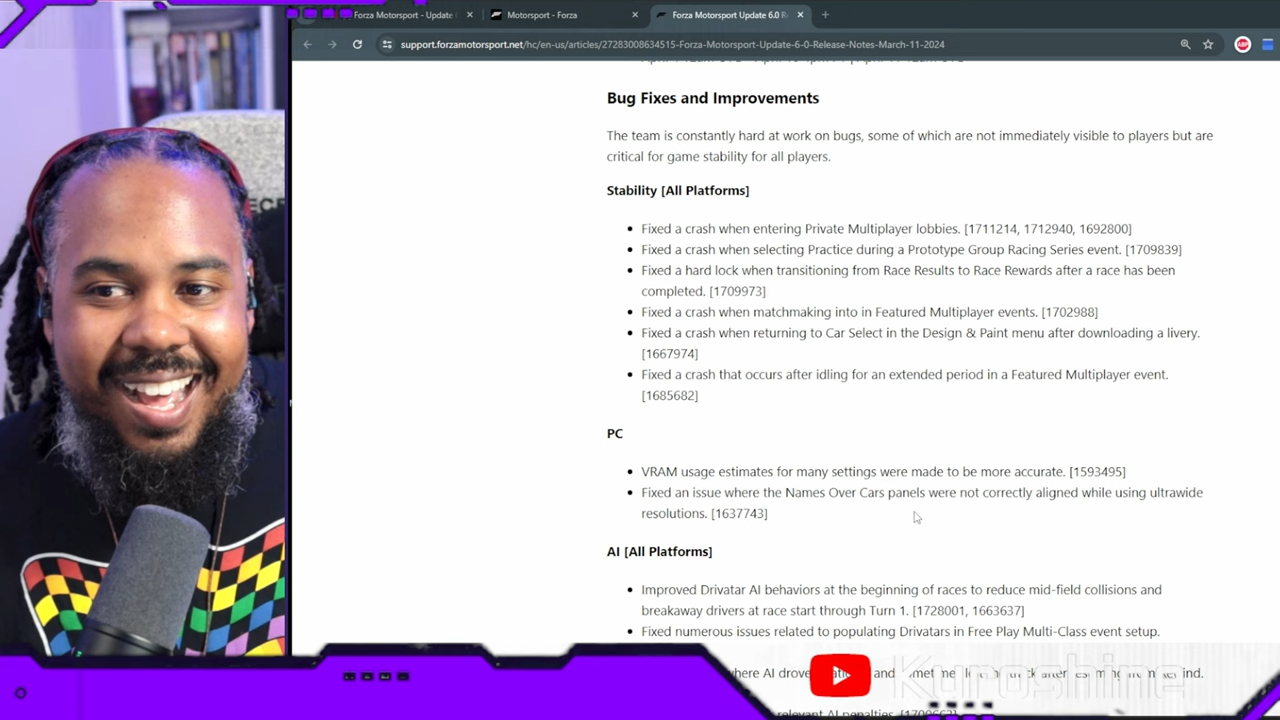 Forza Motorsport - Update
Motorsport - Forza
Forza Motorsport Update 6.0 R
support.forzamotorsport.net/hc/en-us/articles/27283008634515-Forza-Motorsport-Update-6-0-Release-Notes-March-11-2024
ABP
Bug Fixes and Improvements
The team is constantly hard at work on bugs, some of which are not immediately visible to players but are
critical for game stability for all players.
Stability [All Platforms]
• Fixed a crash when entering Private Multiplayer lobbies. [1711214, 1712940, 1692800]
• Fixed a crash when selecting Practice during a Prototype Group Racing Series event. [1709839]
• Fixed a hard lock when transitioning from Race Results to Race Rewards after a race has been
completed. [1709973]
• Fixed a crash when matchmaking into in Featured Multiplayer events. [1702988]
• Fixed a crash when returning to Car Select in the Design & Paint menu after downloading a livery.
[1667974]
• Fixed a crash that occurs after idling for an extended period in a Featured Multiplayer event.
[1685682]
PC
• VRAM usage estimates for many settings were made to be more accurate. [1593495]
• Fixed an issue where the Names Over Cars panels were not correctly aligned while using ultrawide
resolutions. [1637743]
AI [All Platforms]
• Improved Drivatar AI behaviors at the beginning of races to reduce mid-field collisions and
breakaway drivers at race start through Turn 1. [1728001, 1663637]
• Fixed numerous issues related to populating Drivatars in Free Play Multi-Class event setup.
where AI drove
and
Kuroshine
relevant AI penalties.